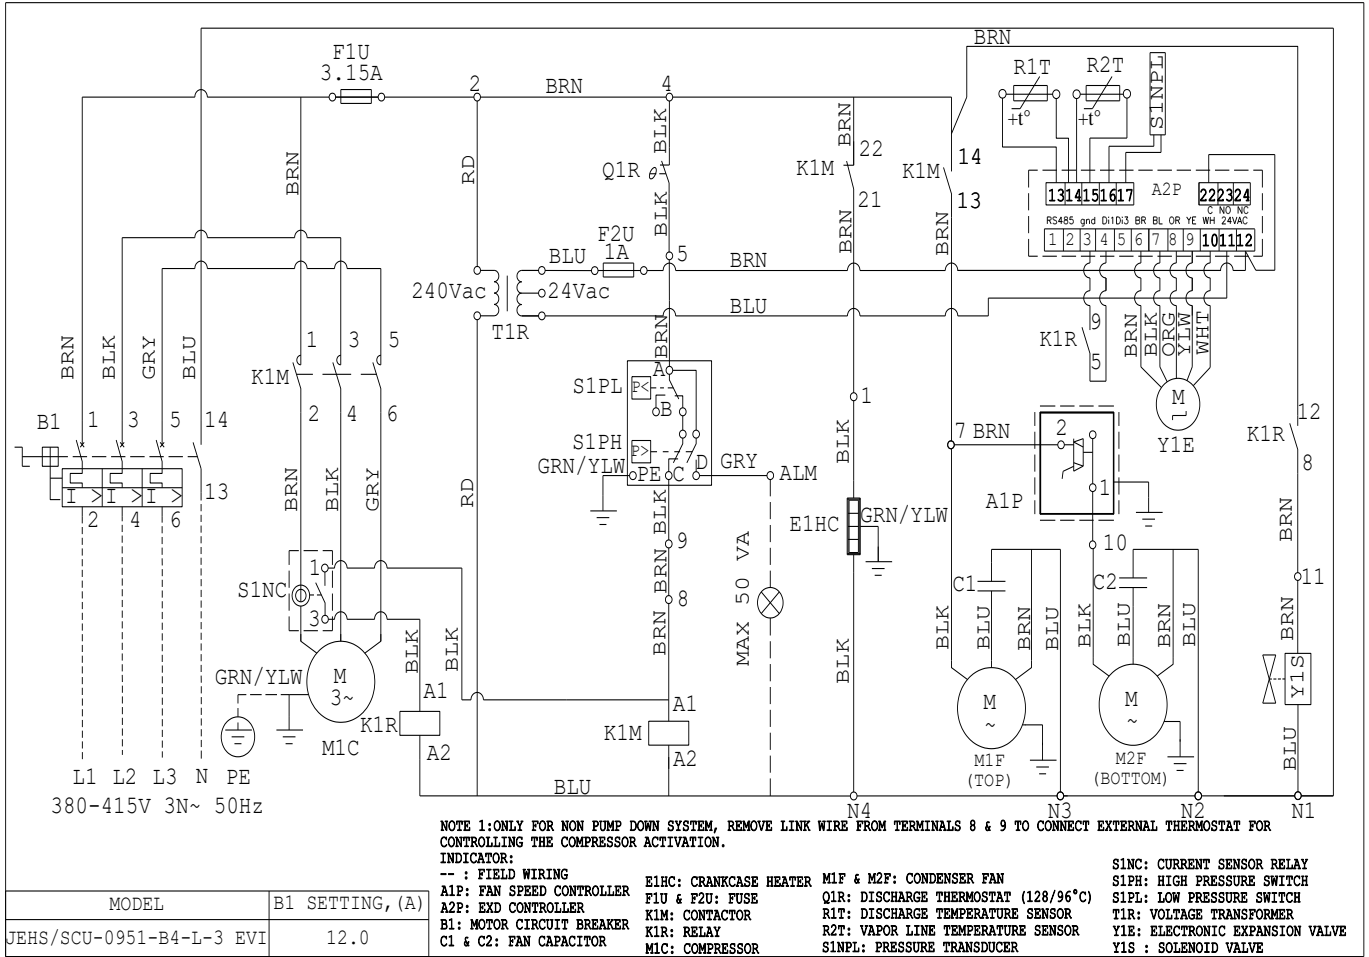 BRN
F1U
3.15A
2
BRN
4
R1T
R2T
S1NPL
+t°
+t°
BRN
RD
BLK
Q1R
θ
BLK
BRN
22
K1M
21
BRN
K1M
14
13
BRN
13 14 15 16 17
A2P
22 23 24
C NO NC
RS485 gnd Di1 Di3 BR BL OR YE WH 24VAC
1 2 3 4 5 6 7 8 9 10 11 12
F2U
1A
BLU
5
BRN
240Vac
24Vac
T1R
BLU
BRN
BLK
GRY
BLU
1 3 5
K1M
2 4 6
BRN
S1PL
P<
A
B
S1PH
P>
GRN/YLW
PE
C
D
GRY
ALM
K1R
9
5
BRN
BLK
ORG
YLW
WHT
M
Y1E
B1
1 3 5 14
I > I > I >
2 4 6
13
BRN
BLK
GRY
RD
BLK
9
BRN
8
BRN
MAX 50 VA
1
BLK
E1HC
GRN/YLW
BLK
7
BRN
2
1
A1P
10
12
K1R
8
BRN
11
BRN
Y1S
BLU
S1NC
1
3
BLK
BLK
GRN/YLW
M
3~
M1C
A1
K1R
A2
A1
K1M
A2
C1
BLK
BLU
BRN
BLU
M
~
M1F
(TOP)
C2
BLK
BLU
BRN
BLU
M
~
M2F
(BOTTOM)
L1 L2 L3 N PE
380-415V 3N~ 50Hz
BLU
N4
N3
N2
N1
NOTE 1:ONLY FOR NON PUMP DOWN SYSTEM, REMOVE LINK WIRE FROM TERMINALS 8 & 9 TO CONNECT EXTERNAL THERMOSTAT FOR
CONTROLLING THE COMPRESSOR ACTIVATION.
INDICATOR:
-- : FIELD WIRING
A1P: FAN SPEED CONTROLLER
A2P: EXD CONTROLLER
B1: MOTOR CIRCUIT BREAKER
C1 & C2: FAN CAPACITOR
E1HC: CRANKCASE HEATER
F1U & F2U: FUSE
K1M: CONTACTOR
K1R: RELAY
M1C: COMPRESSOR
M1F & M2F: CONDENSER FAN
Q1R: DISCHARGE THERMOSTAT (128/96°C)
R1T: DISCHARGE TEMPERATURE SENSOR
R2T: VAPOR LINE TEMPERATURE SENSOR
S1NPL: PRESSURE TRANSDUCER
S1NC: CURRENT SENSOR RELAY
S1PH: HIGH PRESSURE SWITCH
S1PL: LOW PRESSURE SWITCH
T1R: VOLTAGE TRANSFORMER
Y1E: ELECTRONIC EXPANSION VALVE
Y1S : SOLENOID VALVE
MODEL
B1 SETTING,(A)
JEHS/SCU-0951-B4-L-3 EVI
12.0